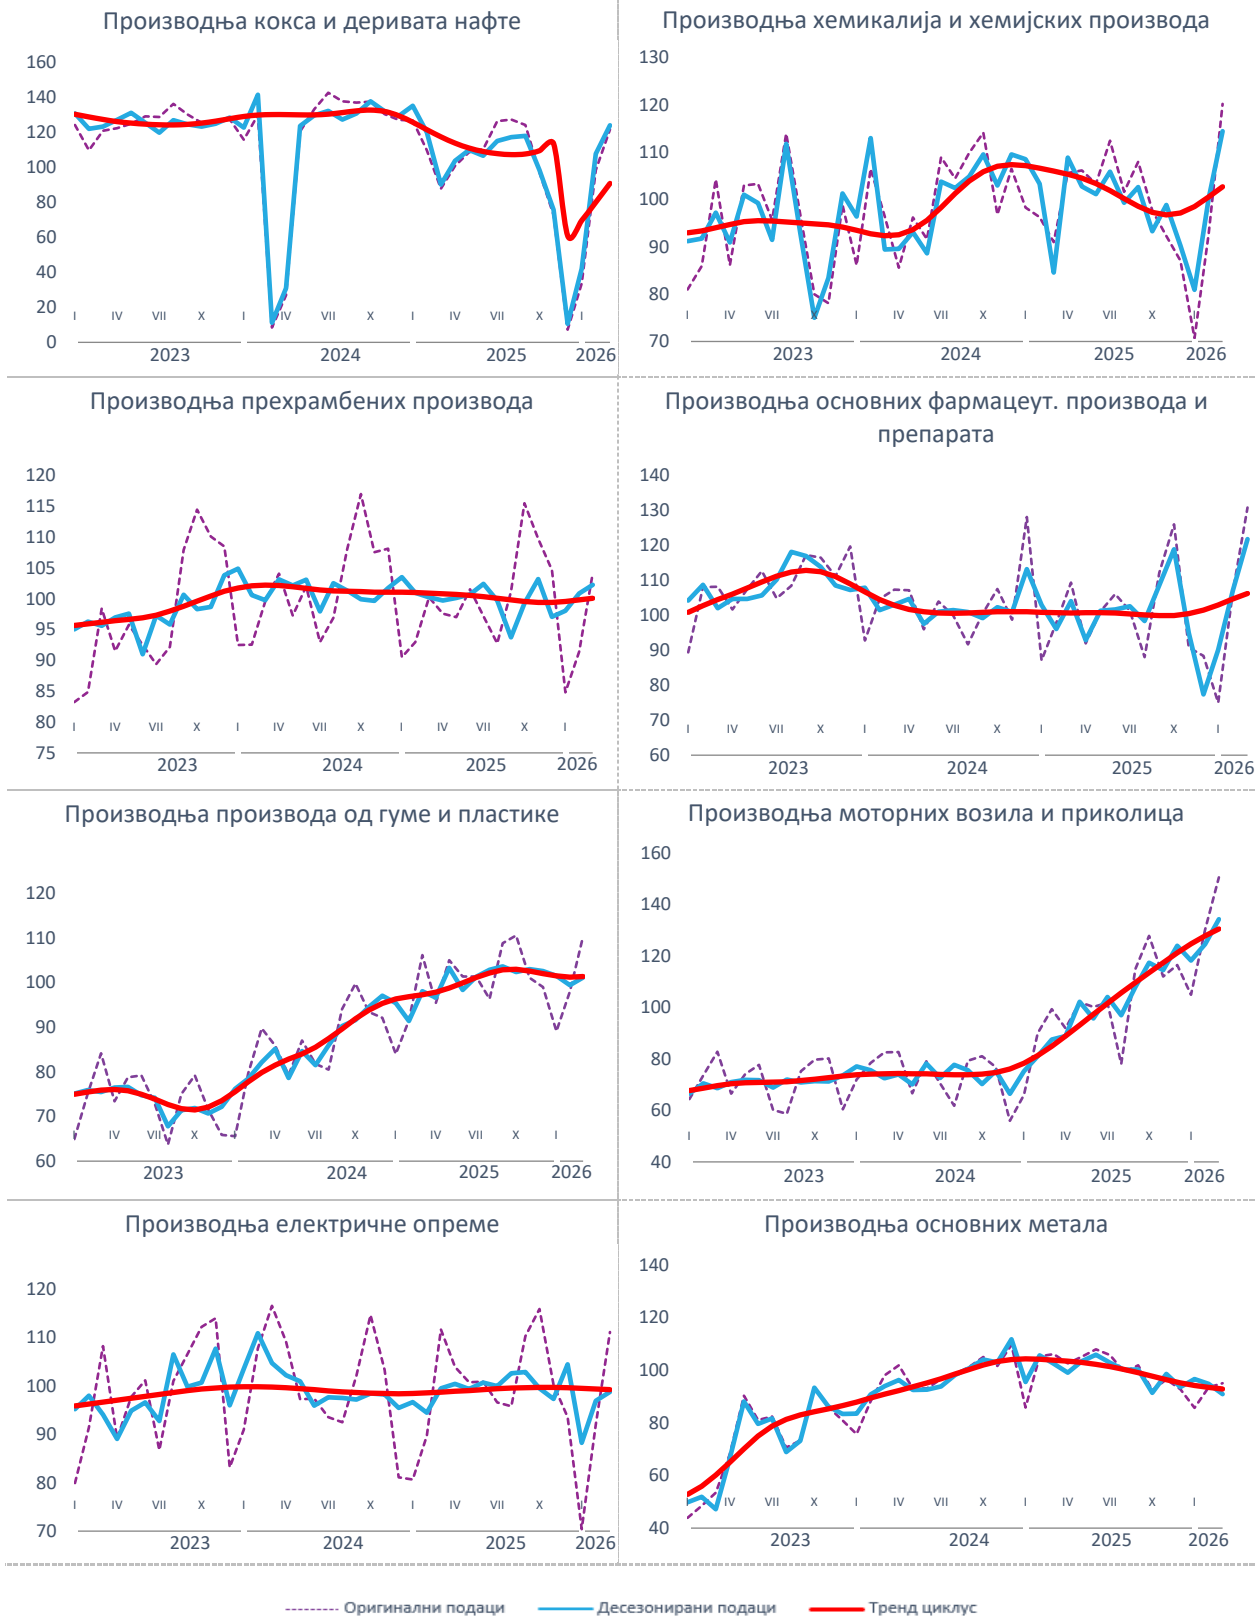 Производња кокса и деривата нафте
160
140
120
100
80
60
40
20
0
I IV VII X I IV VII X I IV VII X I
2023 2024 2025 2026
Производња хемикалија и хемијских производа
130
120
110
100
90
80
70
I IV VII X I IV VII X I IV VII X I
2023 2024 2025 2026
Производња прехрамбених производа
120
115
110
105
100
95
90
85
80
75
I IV VII X I IV VII X I IV VII X I
2023 2024 2025 2026
Производња основних фармацеут. производа и
препарата
140
130
120
110
100
90
80
70
60
I IV VII X I IV VII X I IV VII X I
2023 2024 2025 2026
Производња производа од гуме и пластике
120
110
100
90
80
70
60
I IV VII X I IV VII X I IV VII X I
2023 2024 2025 2026
Производња моторних возила и приколица
160
140
120
100
80
60
40
I IV VII X I IV VII X I IV VII X I
2023 2024 2025 2026
Производња електричне опреме
120
110
100
90
80
70
I IV VII X I IV VII X I IV VII X I
2023 2024 2025 2026
Производња основних метала
140
120
100
80
60
40
I IV VII X I IV VII X I IV VII X I
2023 2024 2025 2026
Оригинални подаци Десезонирани подаци Тренд циклус